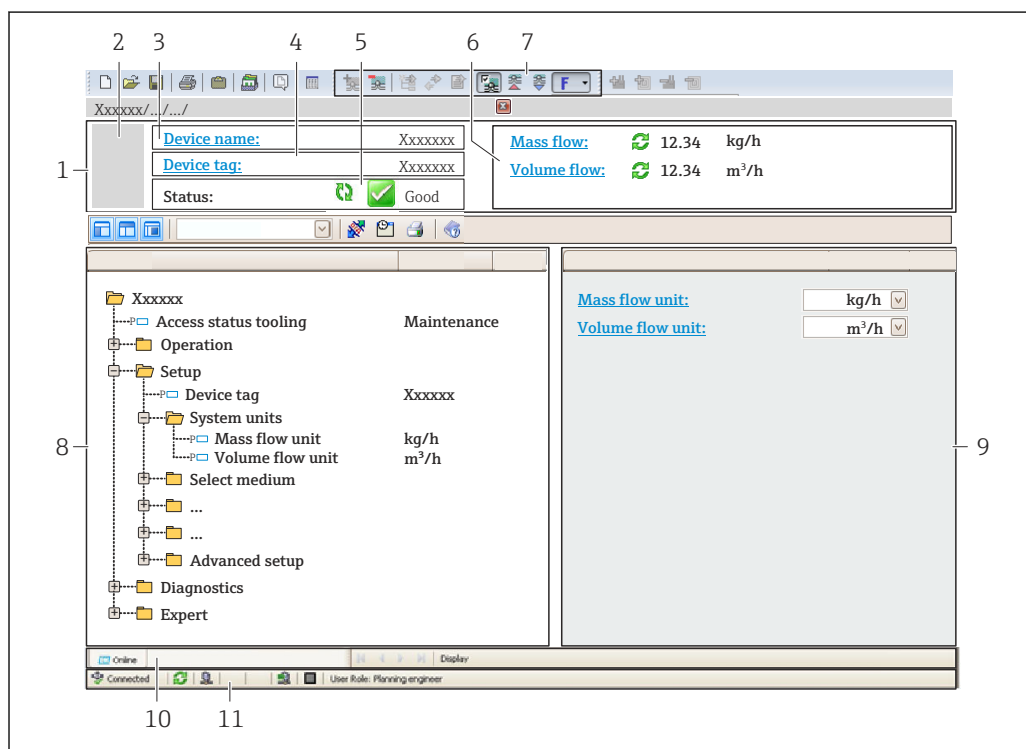 2 3 4 5 6 7
F
Xxxxxx/.../.../
1
Device name: Xxxxxxx
Device tag: Xxxxxxx
Status: Good
Mass flow: 12.34 kg/h
Volume flow: 12.34 m³/h
Xxxxxx
P Access status tooling Maintenance
Operation
Setup
P Device tag Xxxxxx
System units
P Mass flow unit kg/h
P Volume flow unit m³/h
Select medium
...
...
Advanced setup
Diagnostics
Expert
8
Mass flow unit: kg/h
Volume flow unit: m³/h
9
Online Display
Connected User Role: Planning engineer
10 11